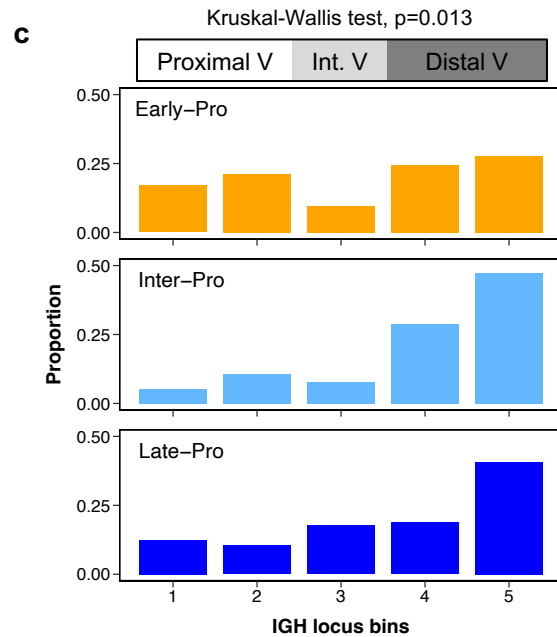 c
Kruskal-Wallis test, p=0.013
Proximal V Int. V Distal V
0.50
Early−Pro
0.25
0.00
0.50
Inter−Pro
0.25
0.00
0.50
Late−Pro
0.25
0.00
Proportion
1 2 3 4 5
IGH locus bins